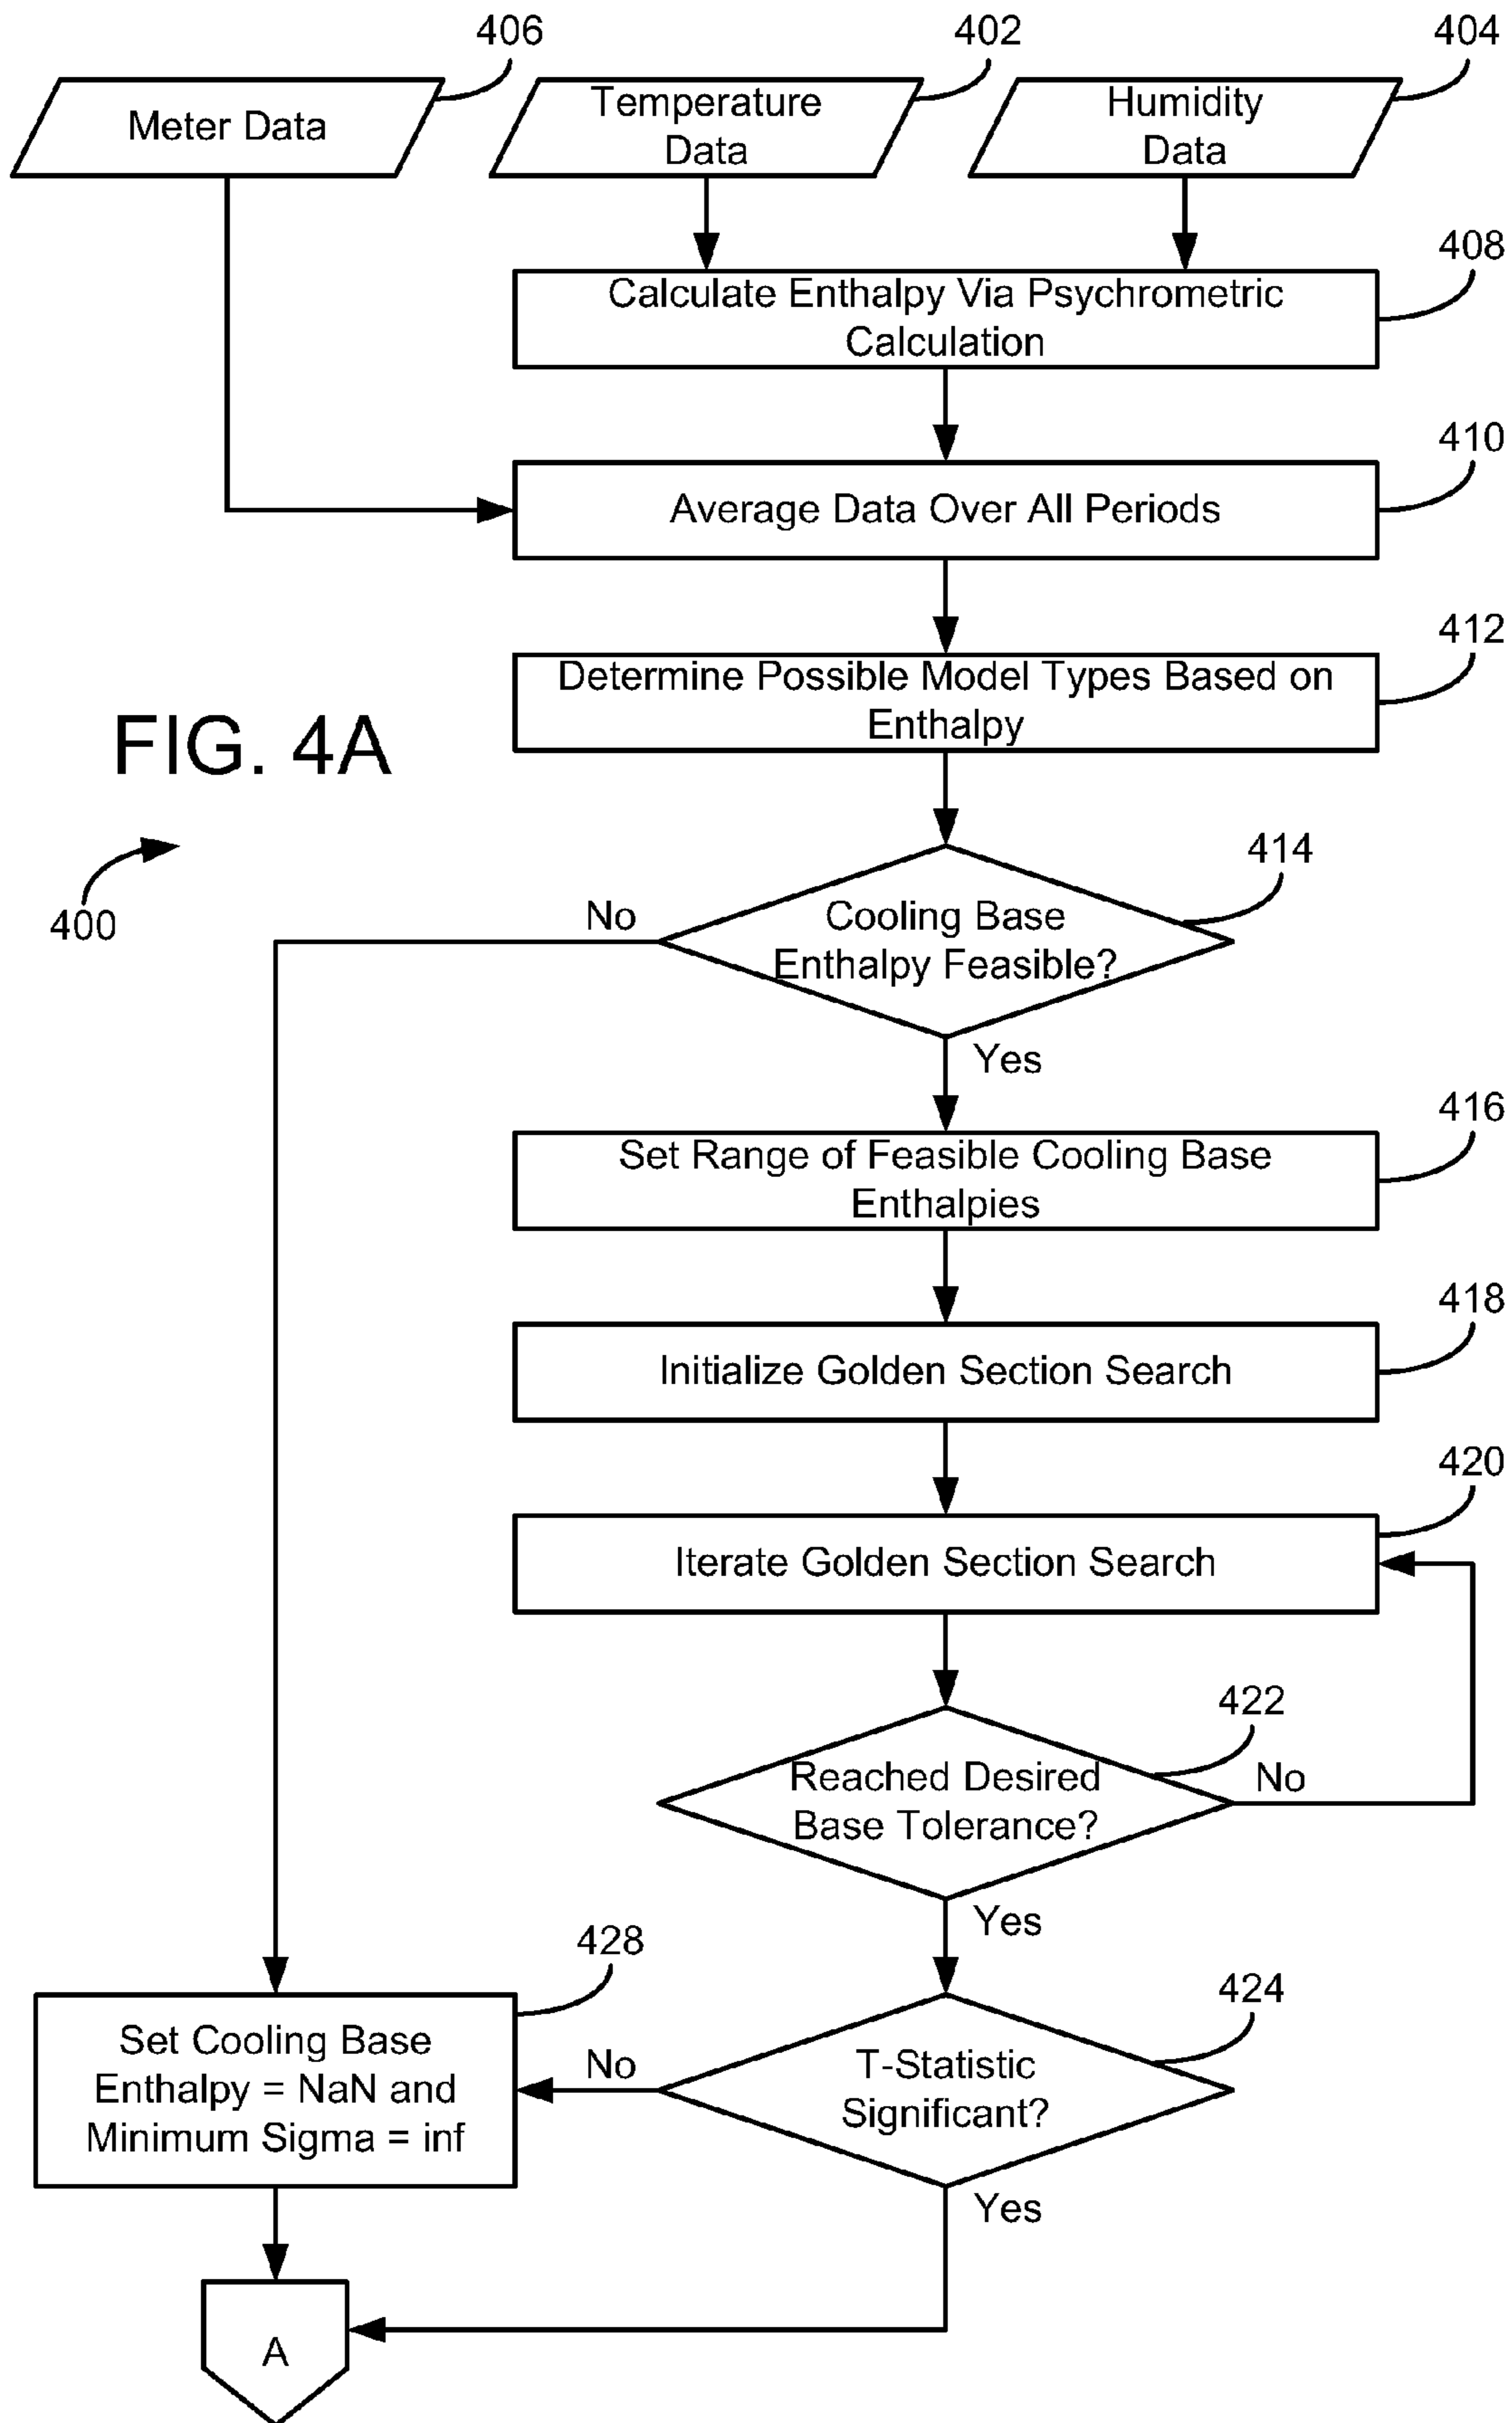 406
402
404
Meter Data
Temperature
Data
Humidity
Data
408
Calculate Enthalpy Via Psychrometric
Calculation
410
Average Data Over All Periods
412
Determine Possible Model Types Based on
Enthalpy
FIG. 4A
400
414
No
Cooling Base
Enthalpy Feasible?
Yes
416
Set Range of Feasible Cooling Base
Enthalpies
418
Initialize Golden Section Search
420
Iterate Golden Section Search
422
Reached Desired
Base Tolerance?
No
Yes
428
424
Set Cooling Base
Enthalpy = NaN and
Minimum Sigma = inf
No
T-Statistic
Significant?
Yes
A